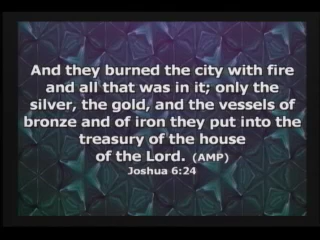 And they burned the city with fire
and all that was in it; only the
silver, the gold, and the vessels of
bronze and of iron they put into the
treasury of the house
of the Lord. (AMP)
Joshua 6:24